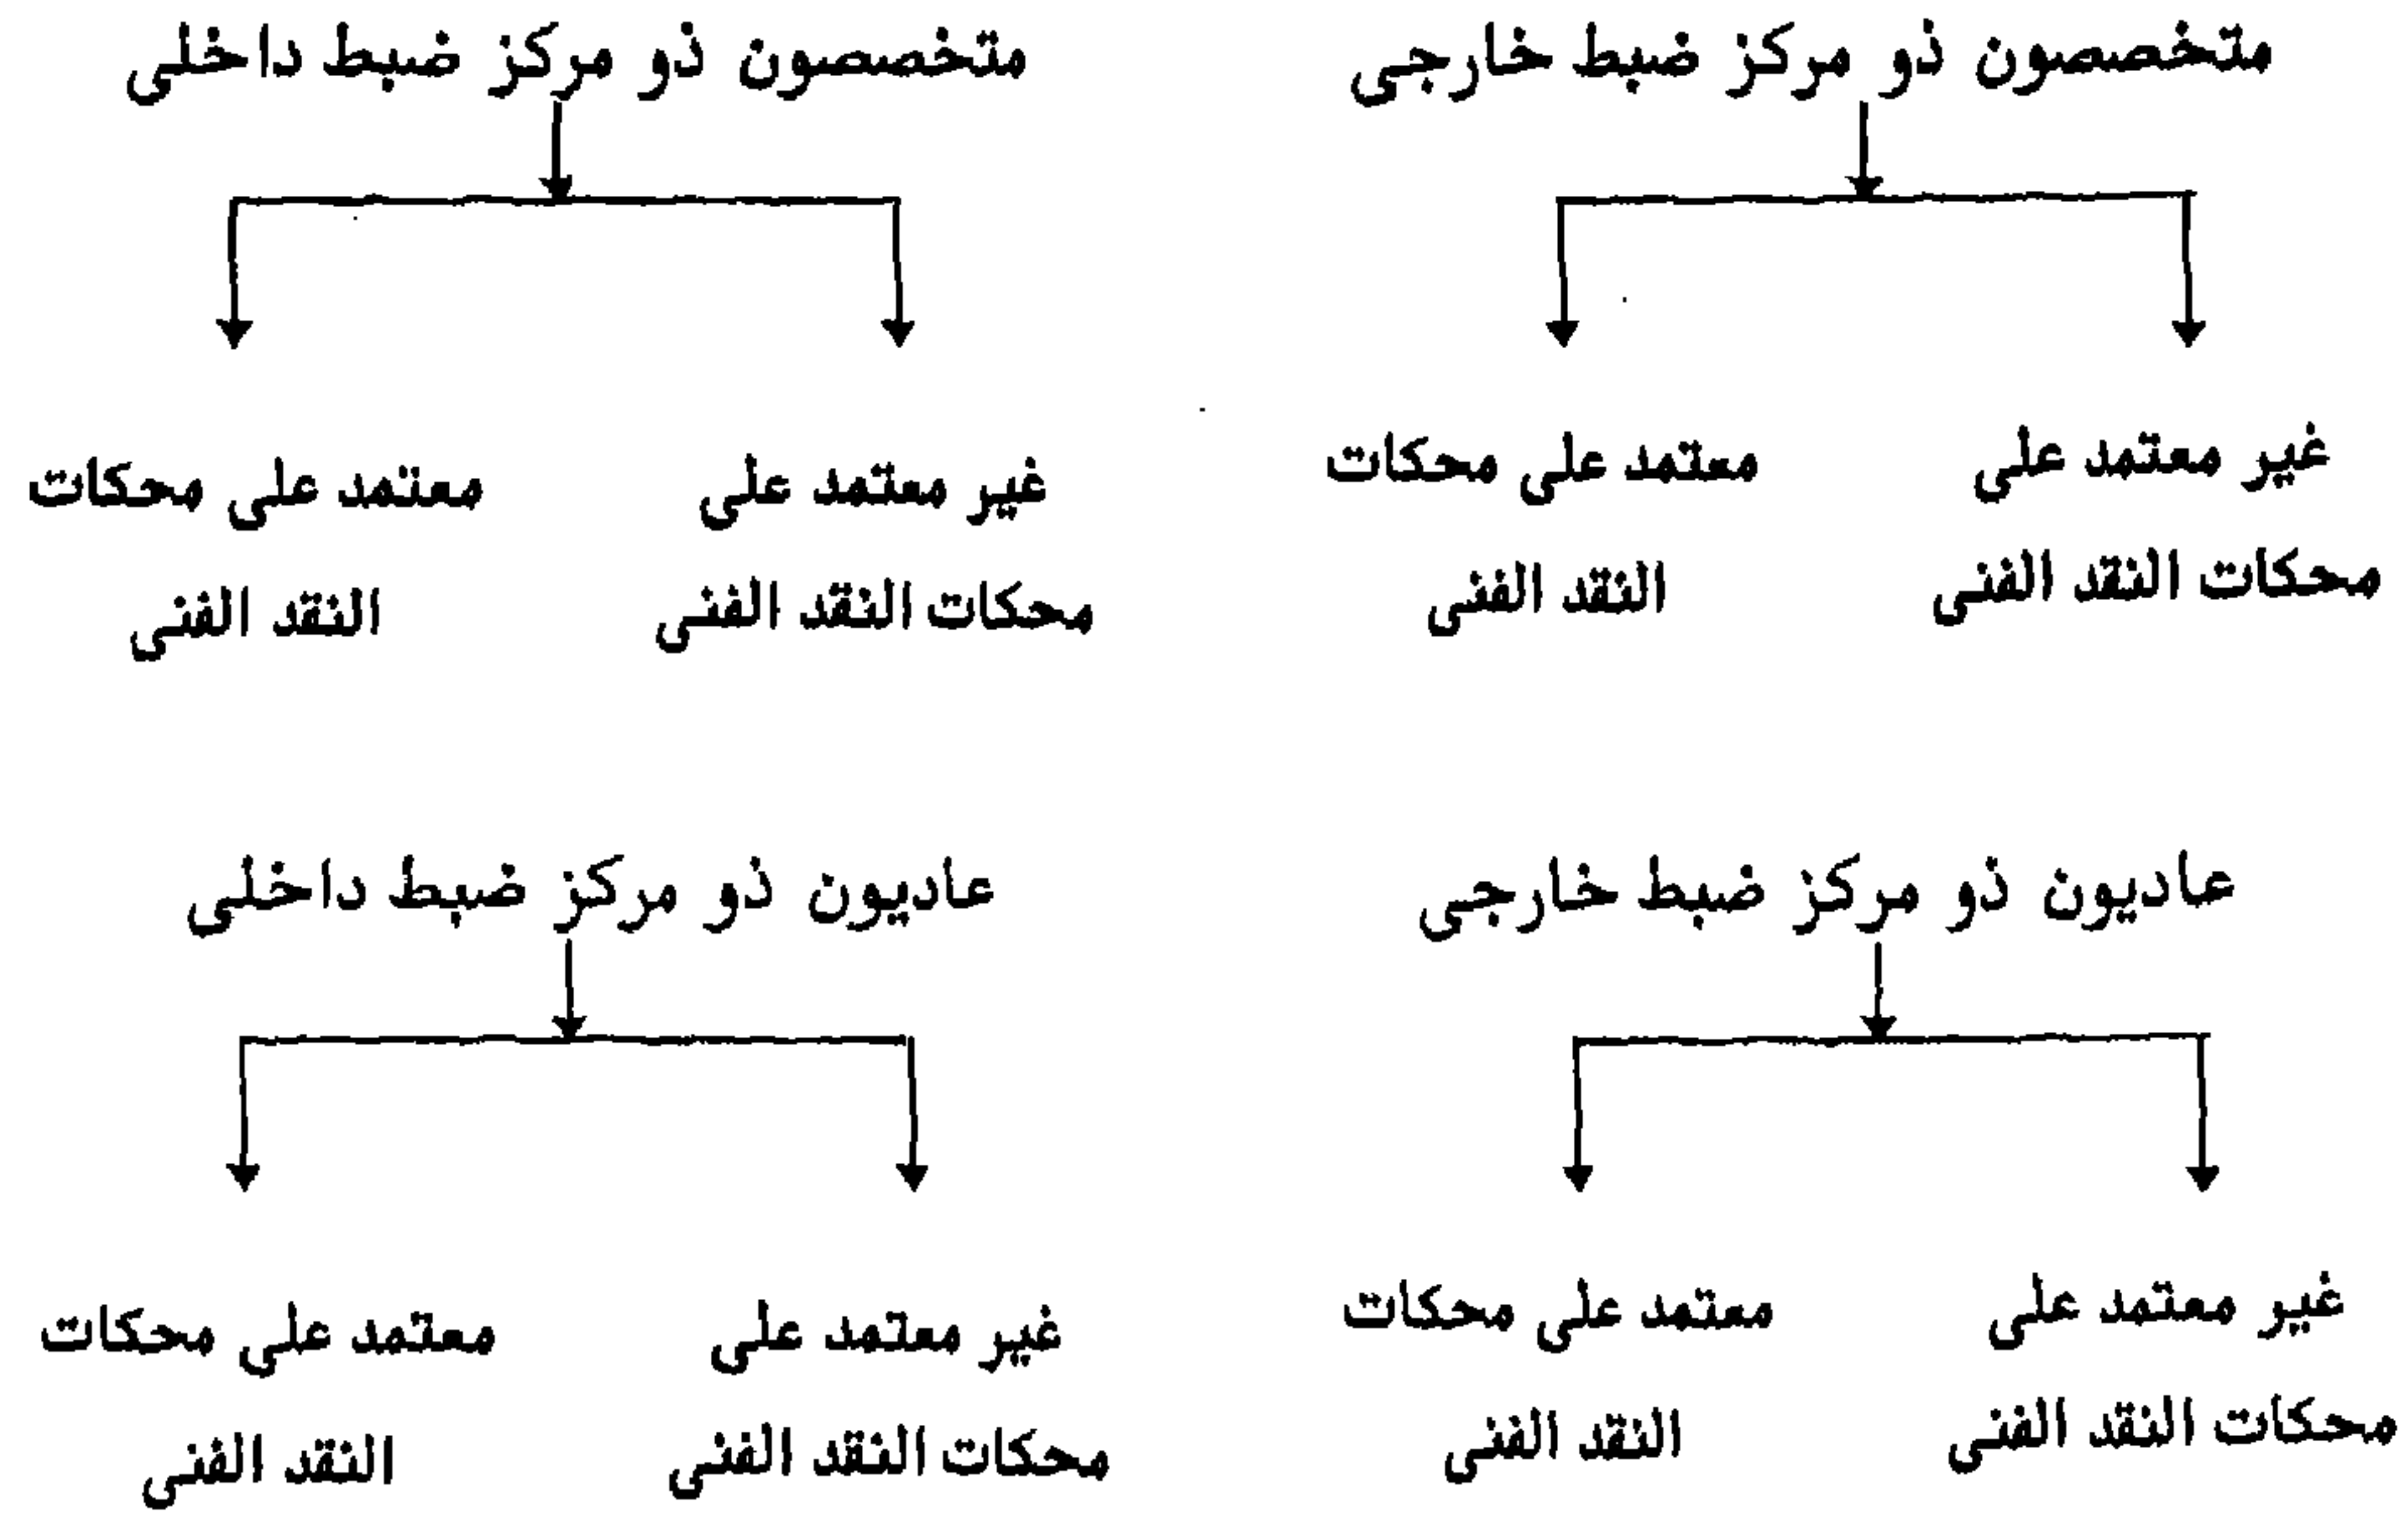 متخصصون ذو مركز ضبط خارجى
متخصصون ذو مركز ضبط داخلى
غير معتمد على
محكات النقد الفنى
معتمد على محكات
النقد الفنى
غير معتمد على
محكات النقد الفنى
معتمد على محكات
النقد الفنى
عاديون ذو مركز ضبط خارجى
عاديون ذو مركز ضبط داخلى
غير معتمد على
محكات النقد الفنى
معتمد على محكات
النقد الفنى
غير معتمد على
محكات النقد الفنى
معتمد على محكات
النقد الفنى